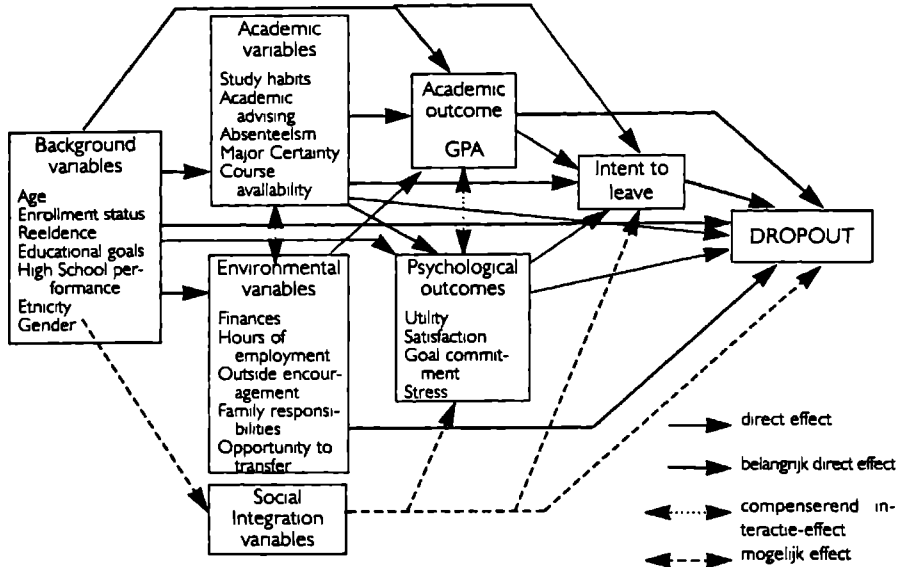 Academic
variables
Study habits
Academic
advising
Absenteelsm
Major Certainty
Course
availability
Academic
outcome
GPA
Background
variables
Age
Enrollment status
Reeldence
Educational goals
High School per-
formance
Etnicity
Gender
Intent to
leave
DROPOUT
Environmental
variables
Finances
Hours of
employment
Outside encour-
agement
Family responsi-
bilities
Opportunity to
transfer
Psychological
outcomes
Utility
Satisfaction
Goal commit-
ment
Stress
Social
Integration
variables
direct effect
belangrijk direct effect
compenserend in-
teractie-effect
mogelijk effect